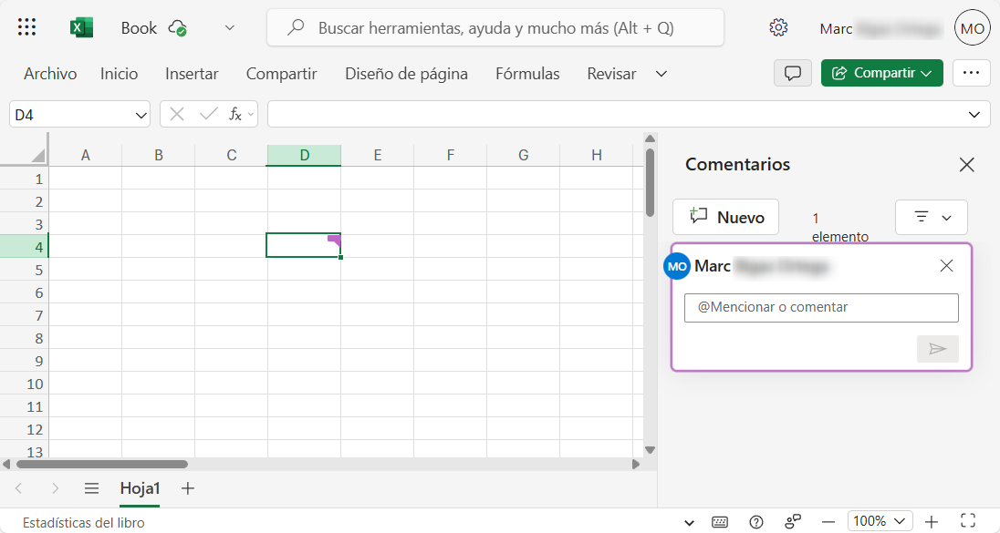 Book
Buscar herramientas, ayuda y mucho más (Alt + Q)
Marc
MO
Archivo Inicio Insertar Compartir Diseño de página Fórmulas Revisar
Compartir
D4
fx
A B C D E F G H
1
2
3
4
5
6
7
8
9
10
11
12
13
Comentarios
Nuevo
1
elemento
MO Marc
@Mencionar o comentar
Hoja1
Estadísticas del libro
100%